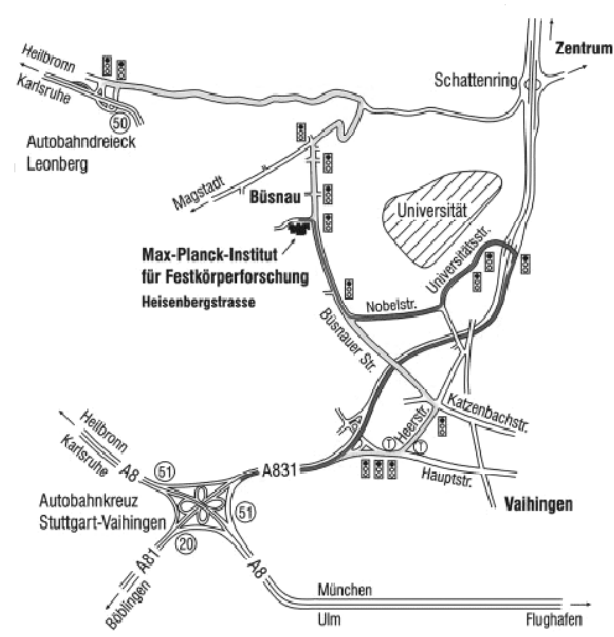 Zentrum
Heilbronn
Karlsruhe
Schattenring
50
Autobahndreieck
Leonberg
Magstadt
Büsnau
Universität
Max-Planck-Institut
für Festkörperforschung
Heisenbergstrasse
Universitätsstr.
Nobelstr.
Büsnauer Str.
Katzenbachstr.
Heerstr.
T
T
Hauptstr.
Vaihingen
Heilbronn
Karlsruhe
A8
51
A831
Autobahnkreuz
Stuttgart-Vaihingen
51
20
A81
A8
Böblingen
München
Ulm
Flughafen